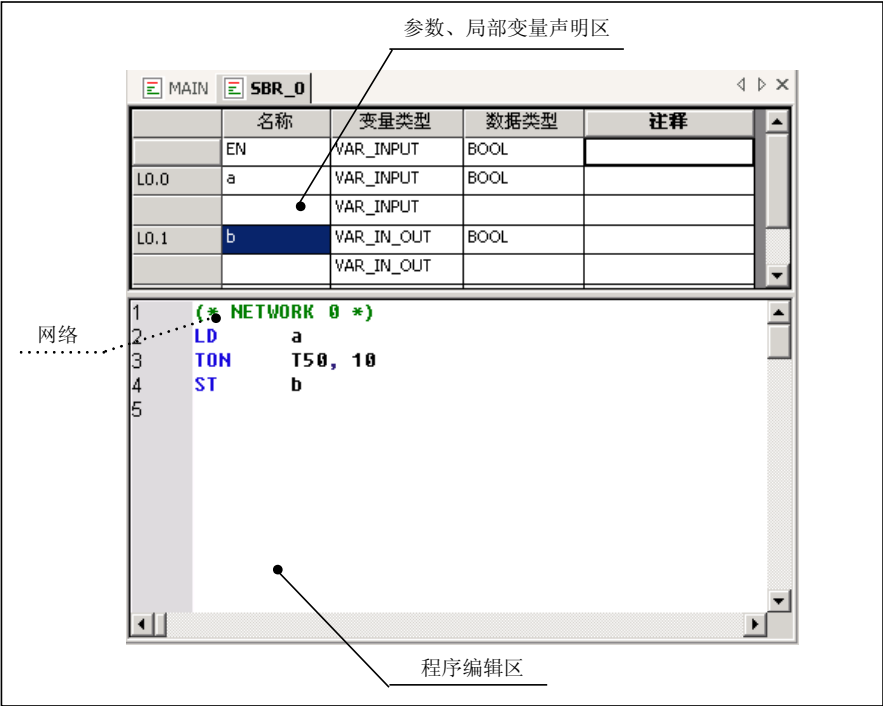 参数、局部变量声明区
MAIN SBR_0
名称 变量类型 数据类型 注释
EN VAR_INPUT BOOL
L0.0 a VAR_INPUT BOOL
VAR_INPUT
L0.1 b VAR_IN_OUT BOOL
VAR_IN_OUT
网络
1 (* NETWORK 0 *)
2 LD a
3 TON T50, 10
4 ST b
5
程序编辑区